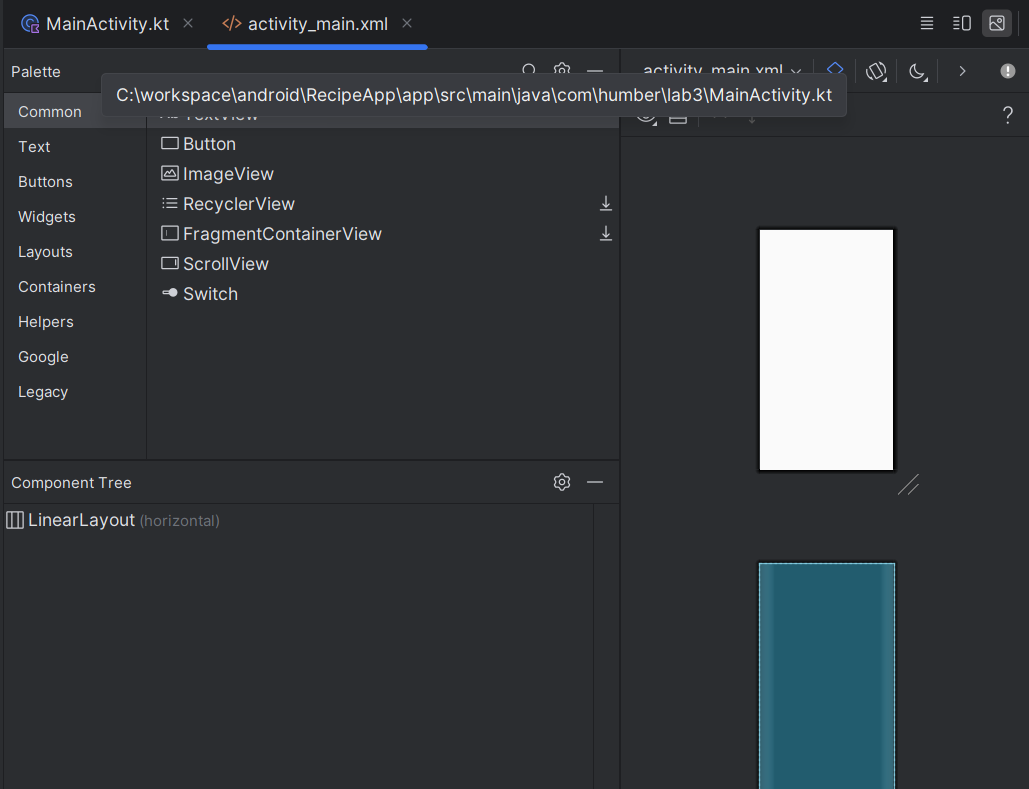 MainActivity.kt
activity_main.xml
Palette
activity_main.xml
C:\workspace\android\RecipeApp\app\src\main\java\com\humber\lab3\MainActivity.kt
Common
Text
Buttons
Widgets
Layouts
Containers
Helpers
Google
Legacy
TextView
Button
ImageView
RecyclerView
FragmentContainerView
ScrollView
Switch
?
Component Tree
LinearLayout (horizontal)